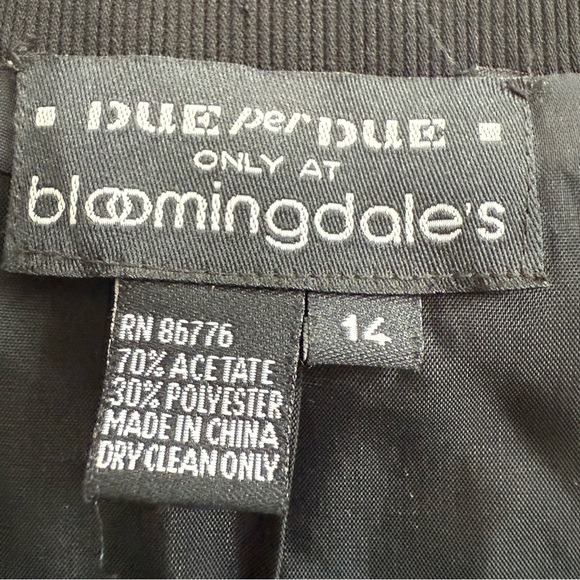 DUE per DUE
ONLY AT
bloomingdale's
RN 86776
70% ACETATE
30% POLYESTER
MADE IN CHINA
DRY CLEAN ONLY
14